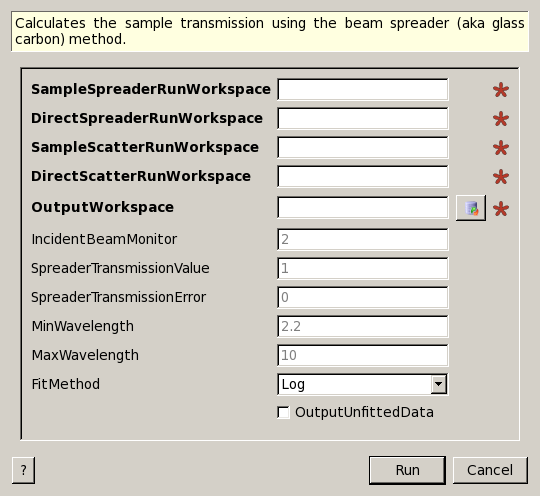 Calculates the sample transmission using the beam spreader (aka glass
carbon) method.
SampleSpreaderRunWorkspace
DirectSpreaderRunWorkspace
SampleScatterRunWorkspace
DirectScatterRunWorkspace
OutputWorkspace
IncidentBeamMonitor 2
SpreaderTransmissionValue 1
SpreaderTransmissionError 0
MinWavelength 2.2
MaxWavelength 10
FitMethod Log
OutputUnfittedData
? Run Cancel